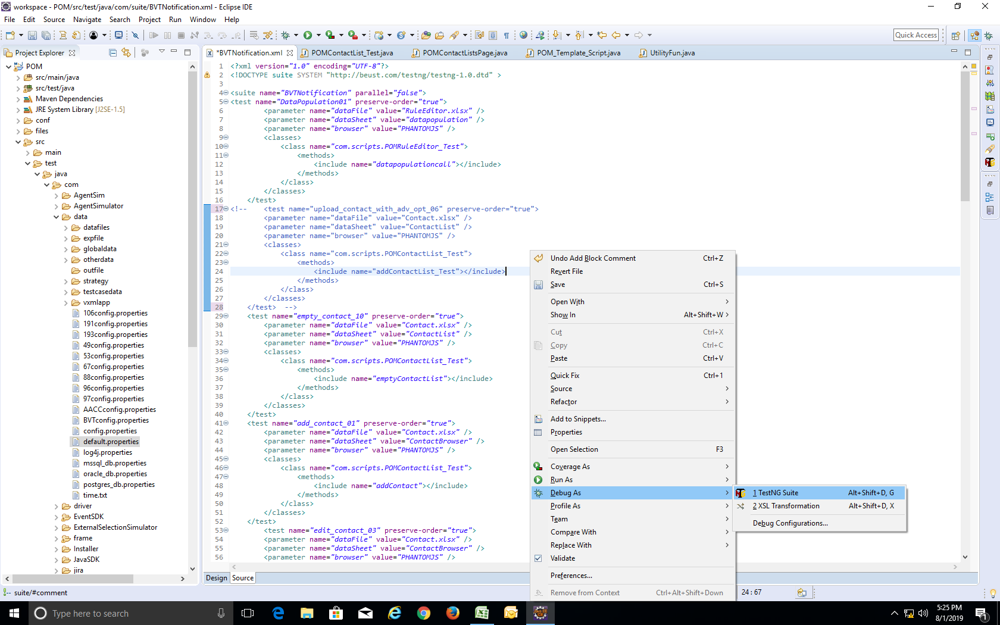 workspace - POM/src/test/java/com/suite/BVTNotification.xml - Eclipse IDE
File Edit Source Navigate Search Project Run Window Help
Quick Access
Project Explorer
*BVTNotification.xml POMContactList_Test.java POMContactListsPage.java POM_Template_Script.java UtilityFun.java
POM
src/main/java
src/test/java
Maven Dependencies
JRE System Library [J2SE-1.5]
conf
files
src
main
test
java
com
AgentSim
AgentSimulator
data
datafiles
expfile
globaldata
otherdata
outfile
strategy
testcasedata
vxmlapp
106config.properties
191config.properties
193config.properties
49config.properties
53config.properties
67config.properties
88config.properties
96config.properties
97config.properties
AACCconfig.properties
BVTconfig.properties
config.properties
default.properties
log4j.properties
mssql_db.properties
oracle_db.properties
postgres_db.properties
time.txt
driver
EventSDK
ExternalSelectionSimulator
frame
Installer
JavaSDK
jira
1 <?xml version="1.0" encoding="UTF-8"?>
2 <!DOCTYPE suite SYSTEM "http://beust.com/testng/testng-1.0.dtd" >
3
4 <suite name="BVTNotification" parallel="false">
5 <test name="DataPopulation01" preserve-order="true">
6 <parameter name="dataFile" value="RuleEditor.xlsx" />
7 <parameter name="dataSheet" value="datapopulation" />
8 <parameter name="browser" value="PHANTOMJS" />
9 <classes>
10 <class name="com.scripts.POMRuleEditor_Test">
11 <methods>
12 <include name="datapopulationcall"></include>
13 </methods>
14 </class>
15 </classes>
16 </test>
17 <!-- <test name="upload_contact_with_adv_opt_06" preserve-order="true">
18 <parameter name="dataFile" value="Contact.xlsx" />
19 <parameter name="dataSheet" value="ContactList" />
20 <parameter name="browser" value="PHANTOMJS" />
21 <classes>
22 <class name="com.scripts.POMContactList_Test">
23 <methods>
24 <include name="addContactList_Test"></include>
25 </methods>
26 </class>
27 </classes>
28 </test> -->
29 <test name="empty_contact_10" preserve-order="true">
30 <parameter name="dataFile" value="Contact.xlsx" />
31 <parameter name="dataSheet" value="ContactList" />
32 <parameter name="browser" value="PHANTOMJS" />
33 <classes>
34 <class name="com.scripts.POMContactList_Test">
35 <methods>
36 <include name="emptyContactList"></include>
37 </methods>
38 </class>
39 </classes>
40 </test>
41 <test name="add_contact_01" preserve-order="true">
42 <parameter name="dataFile" value="Contact.xlsx" />
43 <parameter name="dataSheet" value="ContactBrowser" />
44 <parameter name="browser" value="PHANTOMJS" />
45 <classes>
46 <class name="com.scripts.POMContactList_Test">
47 <methods>
48 <include name="addContact"></include>
49 </methods>
50 </class>
51 </classes>
52 </test>
53 <test name="edit_contact_03" preserve-order="true">
54 <parameter name="dataFile" value="Contact.xlsx" />
55 <parameter name="dataSheet" value="ContactBrowser" />
56 <parameter name="browser" value="PHANTOMJS" />
Undo Add Block Comment Ctrl+Z
Revert File
Save Ctrl+S
Open With
Show In Alt+Shift+W
Cut Ctrl+X
Copy Ctrl+C
Paste Ctrl+V
Quick Fix Ctrl+1
Source
Refactor
Add to Snippets...
Properties
Open Selection F3
Coverage As
Run As
Debug As
Profile As
Team
Compare With
Replace With
Validate
Preferences...
Remove from Context Ctrl+Alt+Shift+Down
1 TestNG Suite Alt+Shift+D, G
2 XSL Transformation Alt+Shift+D, X
Debug Configurations...
Design Source
suite/#comment
24 : 67
Type here to search
5:25 PM
8/1/2019
1